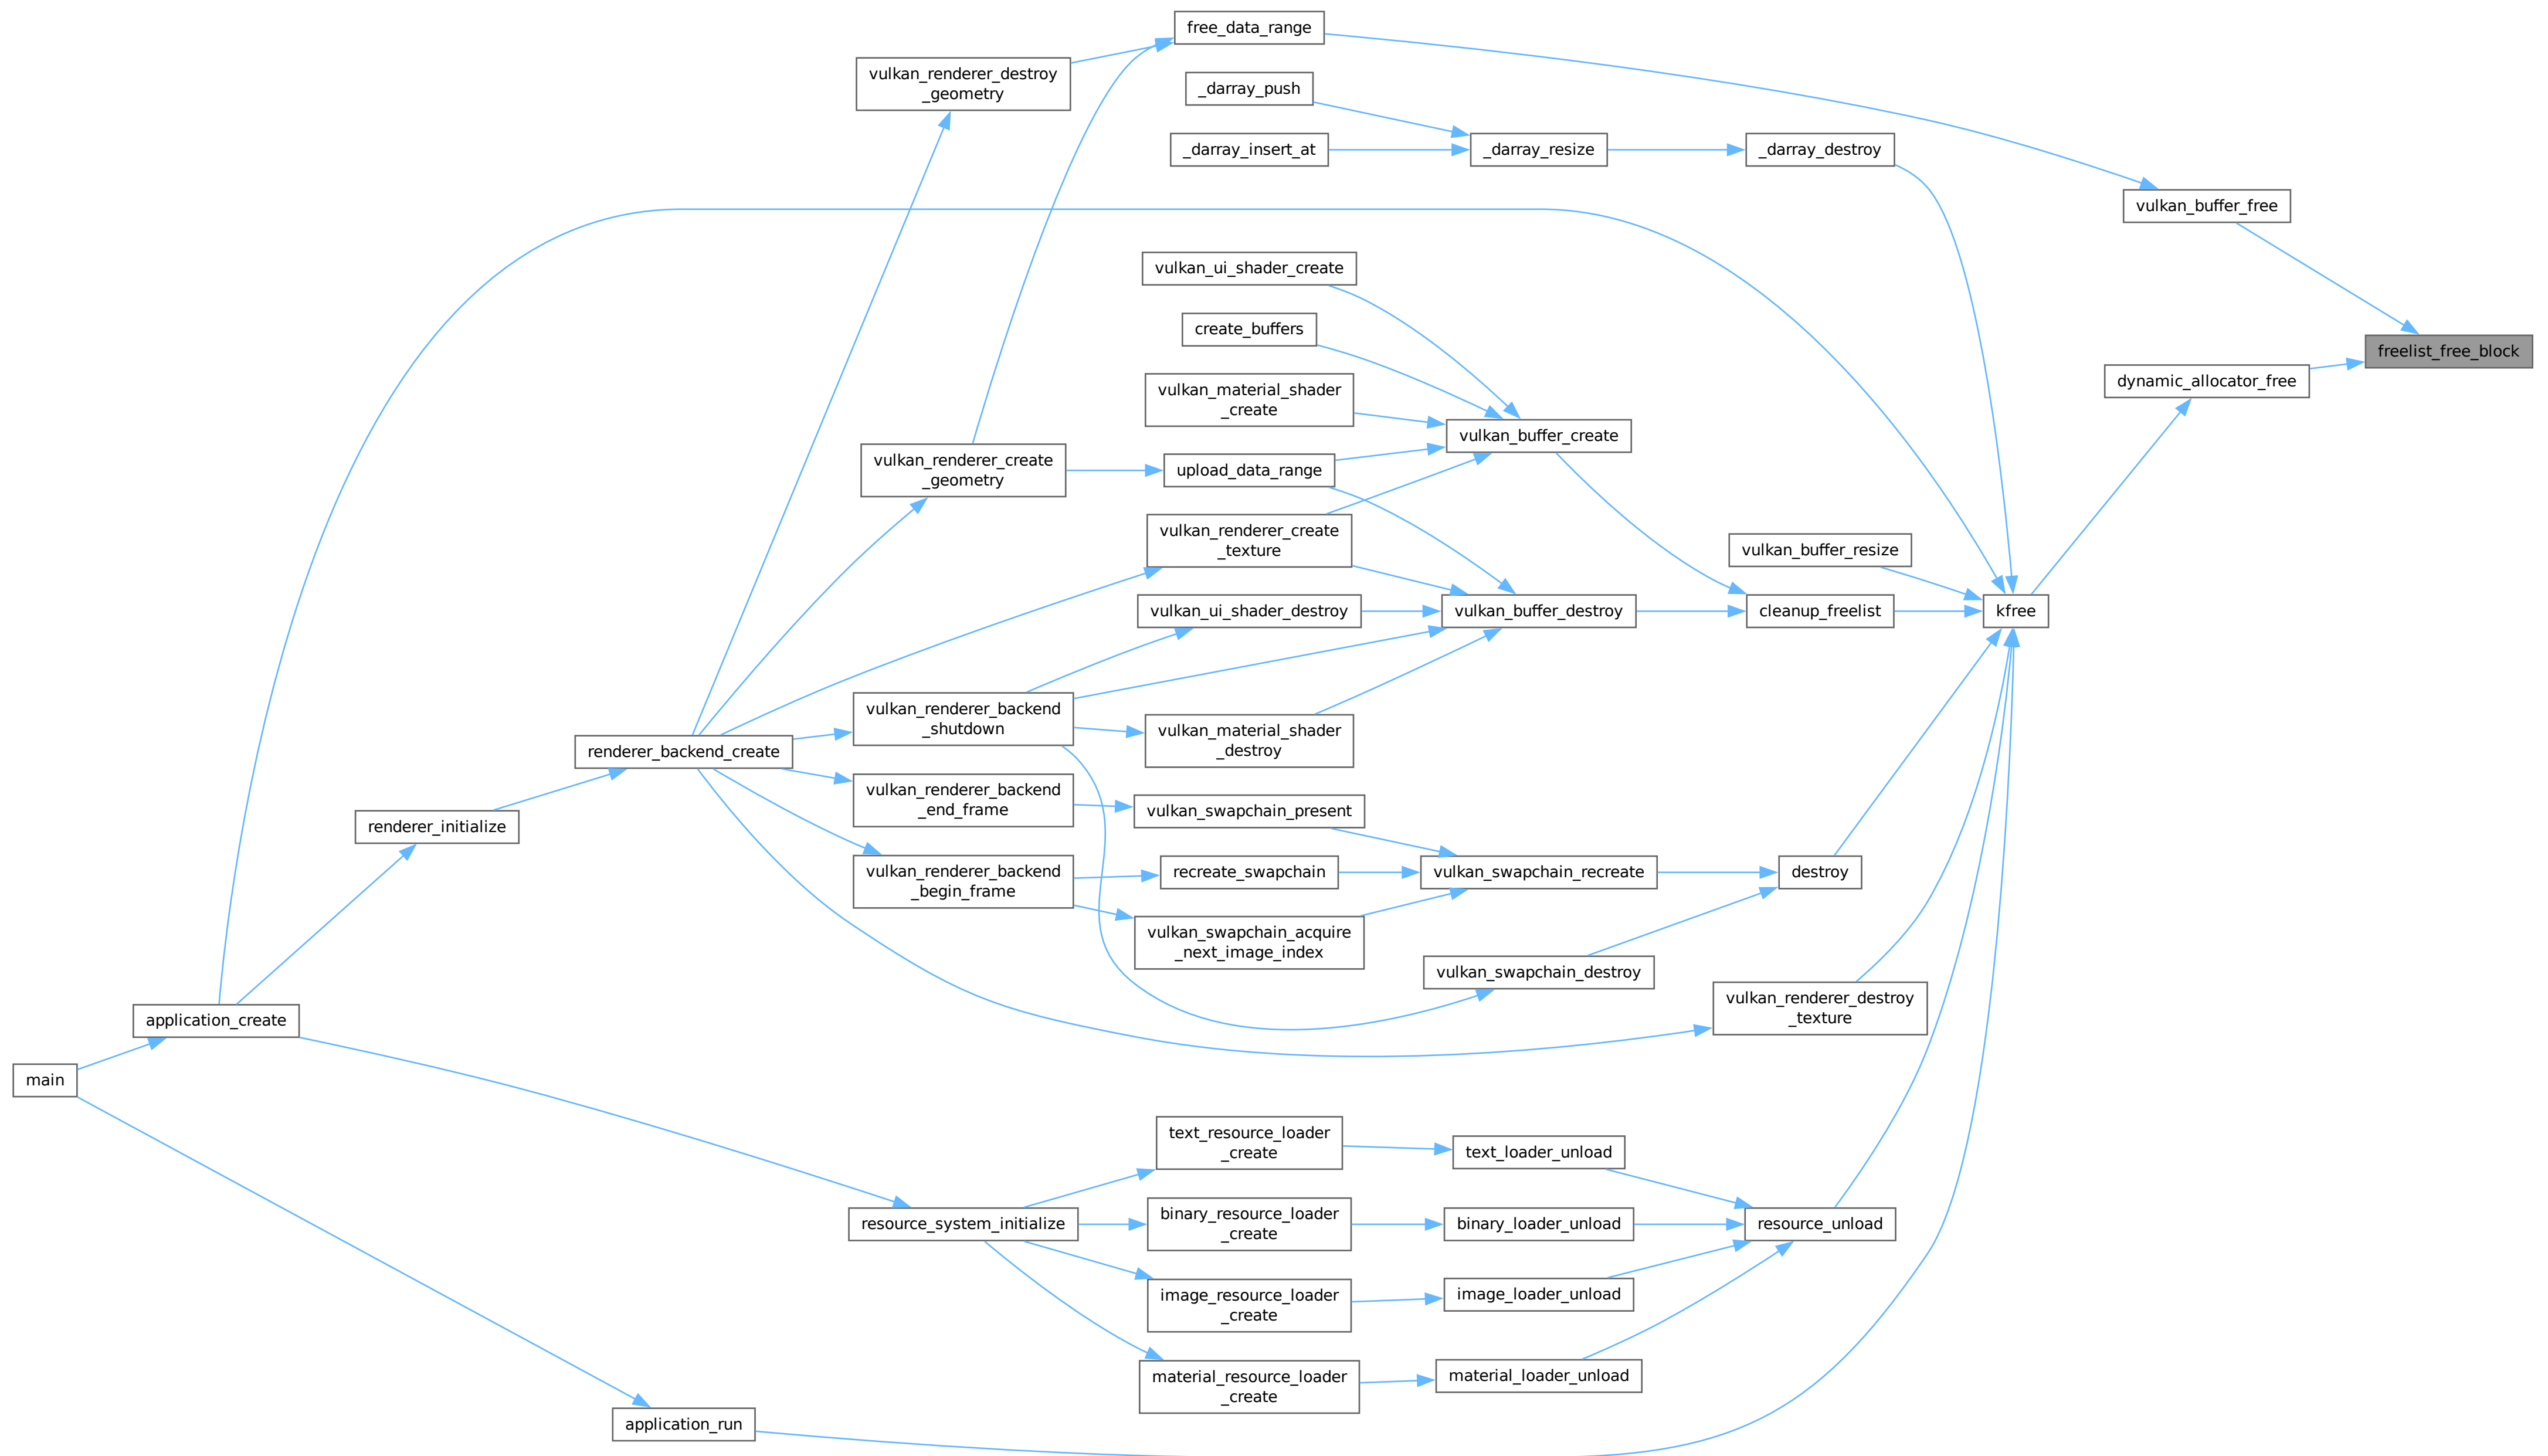 free_data_range
vulkan_renderer_destroy
_geometry
_darray_push
_darray_insert_at
_darray_resize
_darray_destroy
vulkan_buffer_free
vulkan_ui_shader_create
create_buffers
freelist_free_block
vulkan_material_shader
_create
dynamic_allocator_free
vulkan_buffer_create
vulkan_renderer_create
_geometry
upload_data_range
vulkan_renderer_create
_texture
vulkan_buffer_resize
vulkan_ui_shader_destroy
vulkan_buffer_destroy
cleanup_freelist
kfree
vulkan_renderer_backend
_shutdown
vulkan_material_shader
_destroy
renderer_backend_create
vulkan_renderer_backend
_end_frame
vulkan_swapchain_present
renderer_initialize
vulkan_renderer_backend
_begin_frame
recreate_swapchain
vulkan_swapchain_recreate
destroy
vulkan_swapchain_acquire
_next_image_index
vulkan_swapchain_destroy
vulkan_renderer_destroy
_texture
application_create
main
text_resource_loader
_create
text_loader_unload
resource_system_initialize
binary_resource_loader
_create
binary_loader_unload
resource_unload
image_resource_loader
_create
image_loader_unload
material_resource_loader
_create
material_loader_unload
application_run